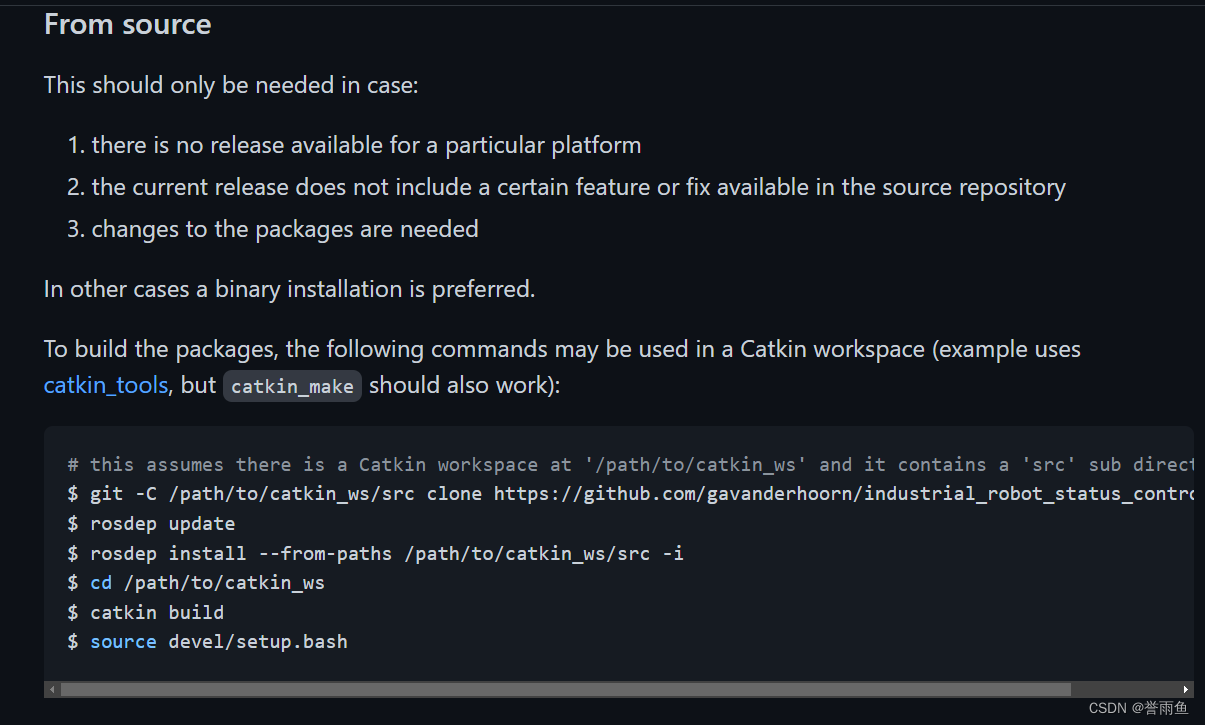 From source
This should only be needed in case:
1. there is no release available for a particular platform
2. the current release does not include a certain feature or fix available in the source repository
3. changes to the packages are needed
In other cases a binary installation is preferred.
To build the packages, the following commands may be used in a Catkin workspace (example uses
catkin_tools, but catkin_make should also work):
# this assumes there is a Catkin workspace at '/path/to/catkin_ws' and it contains a 'src' sub direct
$ git -C /path/to/catkin_ws/src clone https://github.com/gavanderhoorn/industrial_robot_status_contro
$ rosdep update
$ rosdep install --from-paths /path/to/catkin_ws/src -i
$ cd /path/to/catkin_ws
$ catkin build
$ source devel/setup.bash
CSDN @誉雨鱼